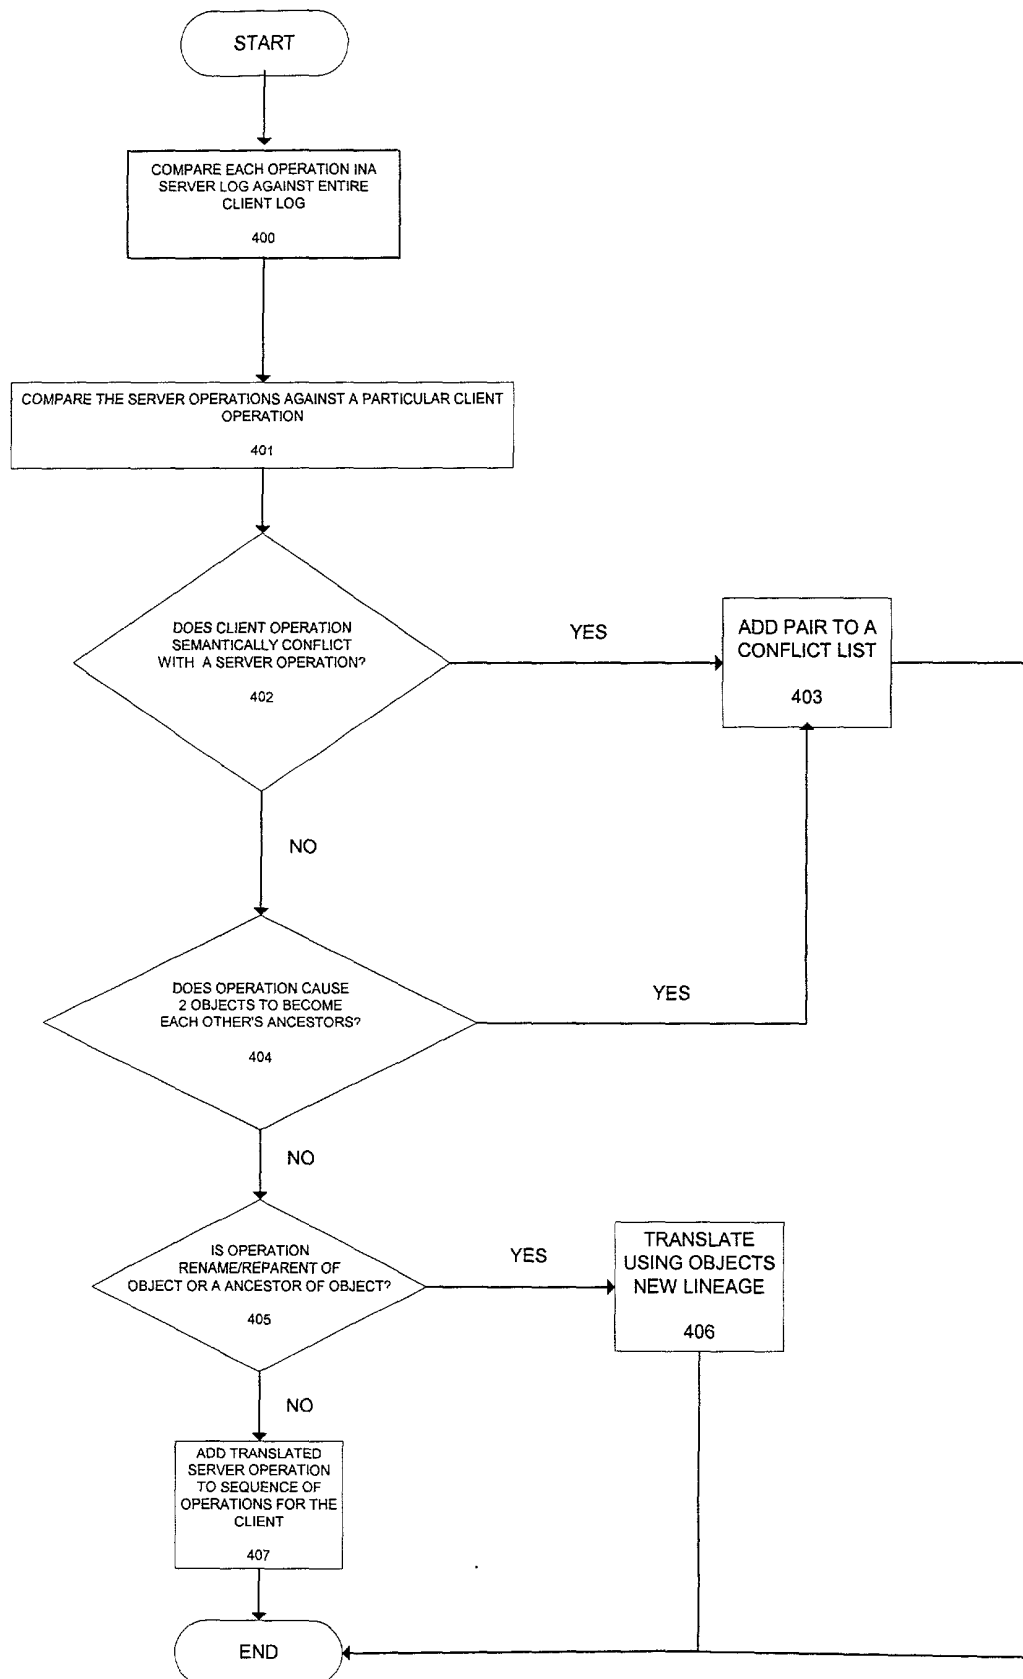 START
COMPARE EACH OPERATION INA
SERVER LOG AGAINST ENTIRE
CLIENT LOG
400
COMPARE THE SERVER OPERATIONS AGAINST A PARTICULAR CLIENT
OPERATION
401
DOES CLIENT OPERATION
SEMANTICALLY CONFLICT
WITH A SERVER OPERATION?
402
YES
ADD PAIR TO A
CONFLICT LIST
403
NO
DOES OPERATION CAUSE
2 OBJECTS TO BECOME
EACH OTHER'S ANCESTORS?
404
YES
NO
IS OPERATION
RENAME/REPARENT OF
OBJECT OR A ANCESTOR OF OBJECT?
405
YES
TRANSLATE
USING OBJECTS
NEW LINEAGE
406
NO
ADD TRANSLATED
SERVER OPERATION
TO SEQUENCE OF
OPERATIONS FOR THE
CLIENT
407
END